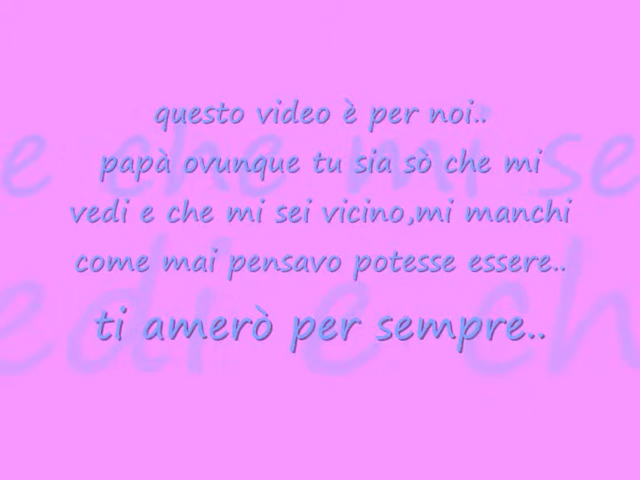 questo video è per noi..
papà ovunque tu sia sò che mi
vedi e che mi sei vicino,mi manchi
come mai pensavo potesse essere..
ti amerò per sempre..